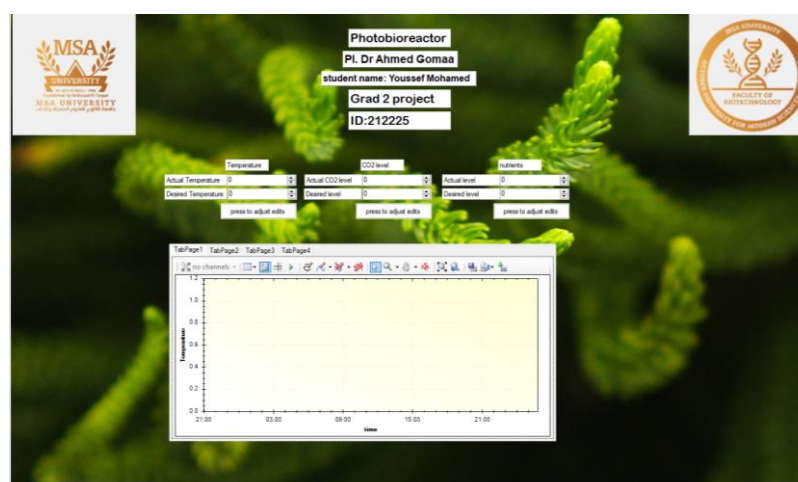 MSA
UNIVERSITY
MSA UNIVERSITY
FACULTY OF
BIOTECHNOLOGY
Photobioreactor
PI. Dr Ahmed Gomaa
student name: Youssef Mohamed
Grad 2 project
ID:212225
Temperature CO2 level nutrients
Actual Temperature 0 Actual CO2 level 0 Actual level 0
Desired Temperature 0 Desired level 0 Desired level 0
press to adjust edits press to adjust edits press to adjust edits
TabPage1 TabPage2 TabPage3 TabPage4
no channels
1.2
1.0
0.8
0.6
0.4
0.2
0.0
Temperature
21:00 03:00 09:00 15:00 21:00
time